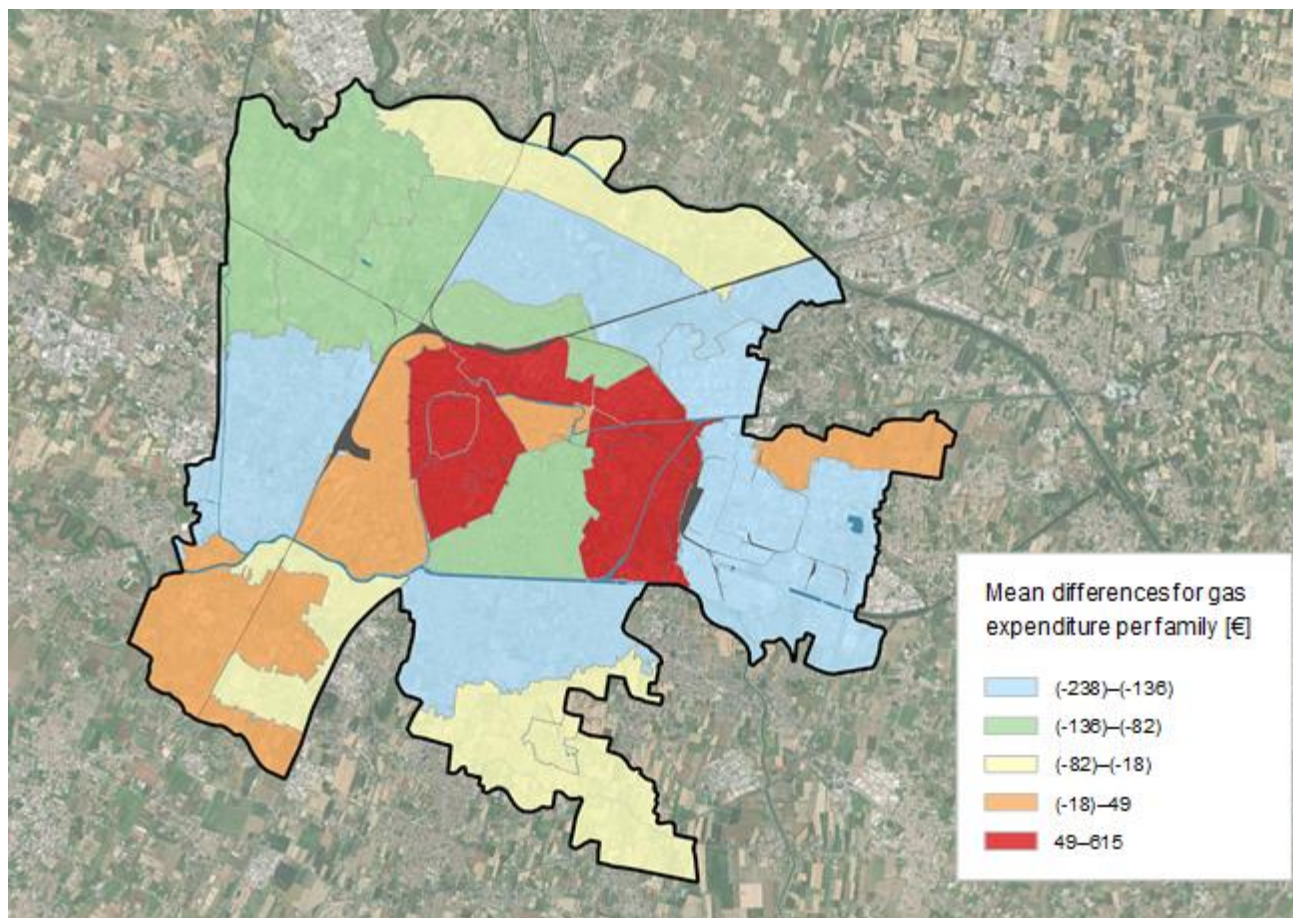 Mean differences for gas
expenditure per family [€]
(-238)–(-136)
(-136)–(-82)
(-82)–(-18)
(-18)–49
49–615